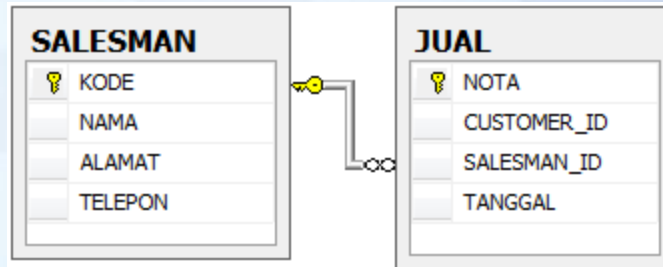 SALESMAN
KODE
NAMA
ALAMAT
TELEPON
JUAL
NOTA
CUSTOMER_ID
SALESMAN_ID
TANGGAL